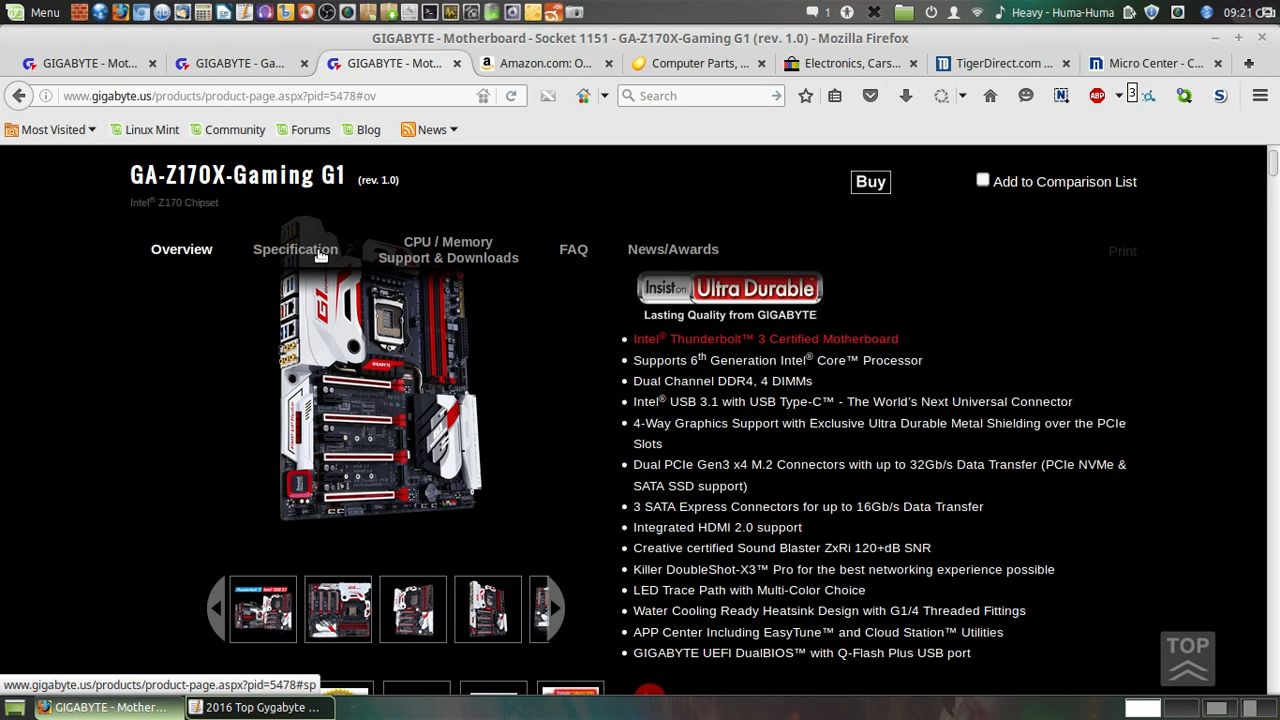 Menu
1
Heavy - Huma-Huma
09:21
GIGABYTE - Motherboard - Socket 1151 - GA-Z170X-Gaming G1 (rev. 1.0) - Mozilla Firefox
GIGABYTE - Mot...
GIGABYTE - Ga...
GIGABYTE - Mot...
Amazon.com: O...
Computer Parts, ...
Electronics, Cars...
TigerDirect.com ...
Micro Center - C...
www.gigabyte.us/products/product-page.aspx?pid=5478#ov
Search
ABP
3
Most Visited
Linux Mint
Community
Forums
Blog
News
GA-Z170X-Gaming G1 (rev. 1.0)
Buy
Add to Comparison List
Intel® Z170 Chipset
Overview
Specification
CPU / Memory
Support & Downloads
FAQ
News/Awards
Print
Insist on Ultra Durable
Lasting Quality from GIGABYTE
Intel® Thunderbolt™ 3 Certified Motherboard
Supports 6th Generation Intel® Core™ Processor
Dual Channel DDR4, 4 DIMMs
Intel® USB 3.1 with USB Type-C™ - The World's Next Universal Connector
4-Way Graphics Support with Exclusive Ultra Durable Metal Shielding over the PCIe
Slots
Dual PCIe Gen3 x4 M.2 Connectors with up to 32Gb/s Data Transfer (PCIe NVMe &
SATA SSD support)
3 SATA Express Connectors for up to 16Gb/s Data Transfer
Integrated HDMI 2.0 support
Creative certified Sound Blaster ZxRi 120+dB SNR
Killer DoubleShot-X3™ Pro for the best networking experience possible
LED Trace Path with Multi-Color Choice
Water Cooling Ready Heatsink Design with G1/4 Threaded Fittings
APP Center Including EasyTune™ and Cloud Station™ Utilities
GIGABYTE UEFI DualBIOS™ with Q-Flash Plus USB port
G1
TOP
www.gigabyte.us/products/product-page.aspx?pid=5478#sp
GIGABYTE - Mother...
2016 Top Gygabyte ...